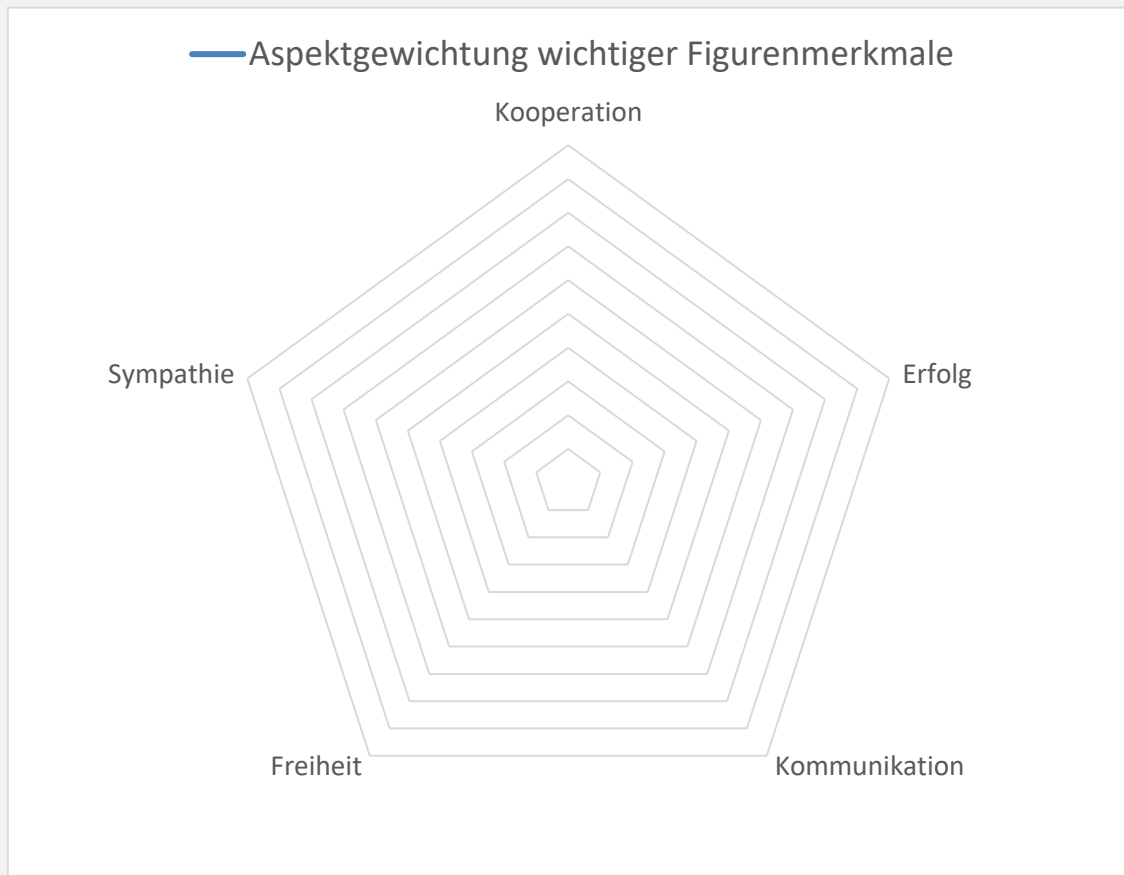 Aspektgewichtung wichtiger Figurenmerkmale
Kooperation
Sympathie
Erfolg
Freiheit
Kommunikation